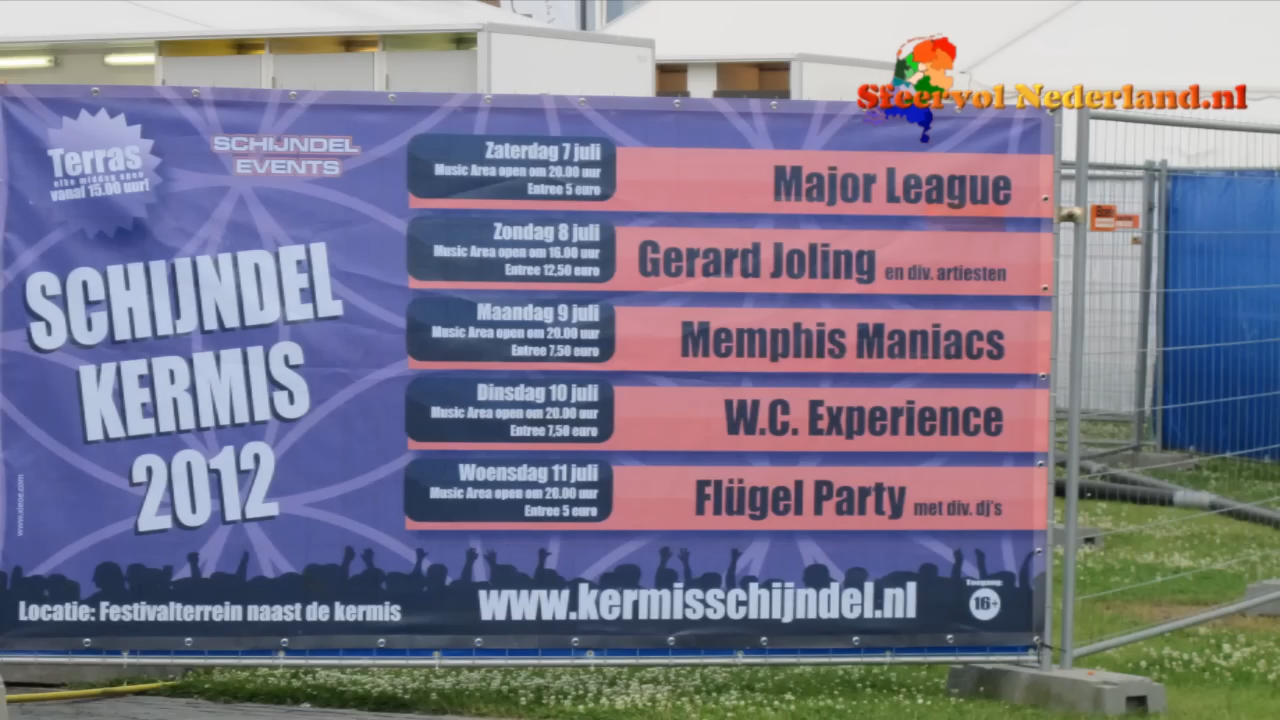 Sfeervol Nederland.nl
Terras
elke middag open
vanaf 15.00 uur!
SCHIJNDEL
EVENTS
SCHIJNDEL
KERMIS
2012
Zaterdag 7 juli
Music Area open om 20.00 uur
Entree 5 euro
Major League
Zondag 8 juli
Music Area open om 16.00 uur
Entree 12,50 euro
Gerard Joling en div. artiesten
Maandag 9 juli
Music Area open om 20.00 uur
Entree 7,50 euro
Memphis Maniacs
Dinsdag 10 juli
Music Area open om 20.00 uur
Entree 7,50 euro
W.C. Experience
Woensdag 11 juli
Music Area open om 20.00 uur
Entree 5 euro
Flügel Party met div. dj's
Locatie: Festivalterrein naast de kermis
www.kermisschijndel.nl
Toegang:
16+